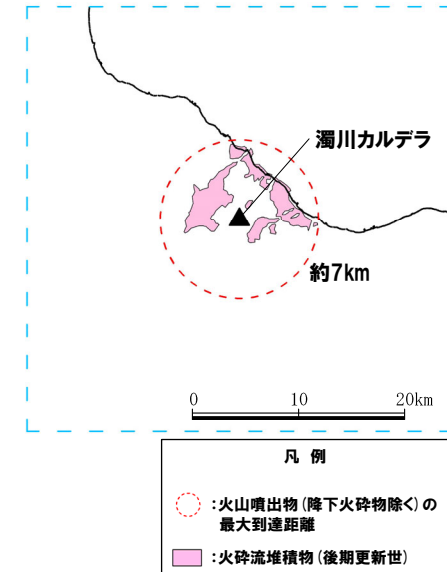 濁川カルデラ
約7km
0 10 20km
凡 例
:火山噴出物(降下火砕物除く)の
最大到達距離
:火砕流堆積物(後期更新世)